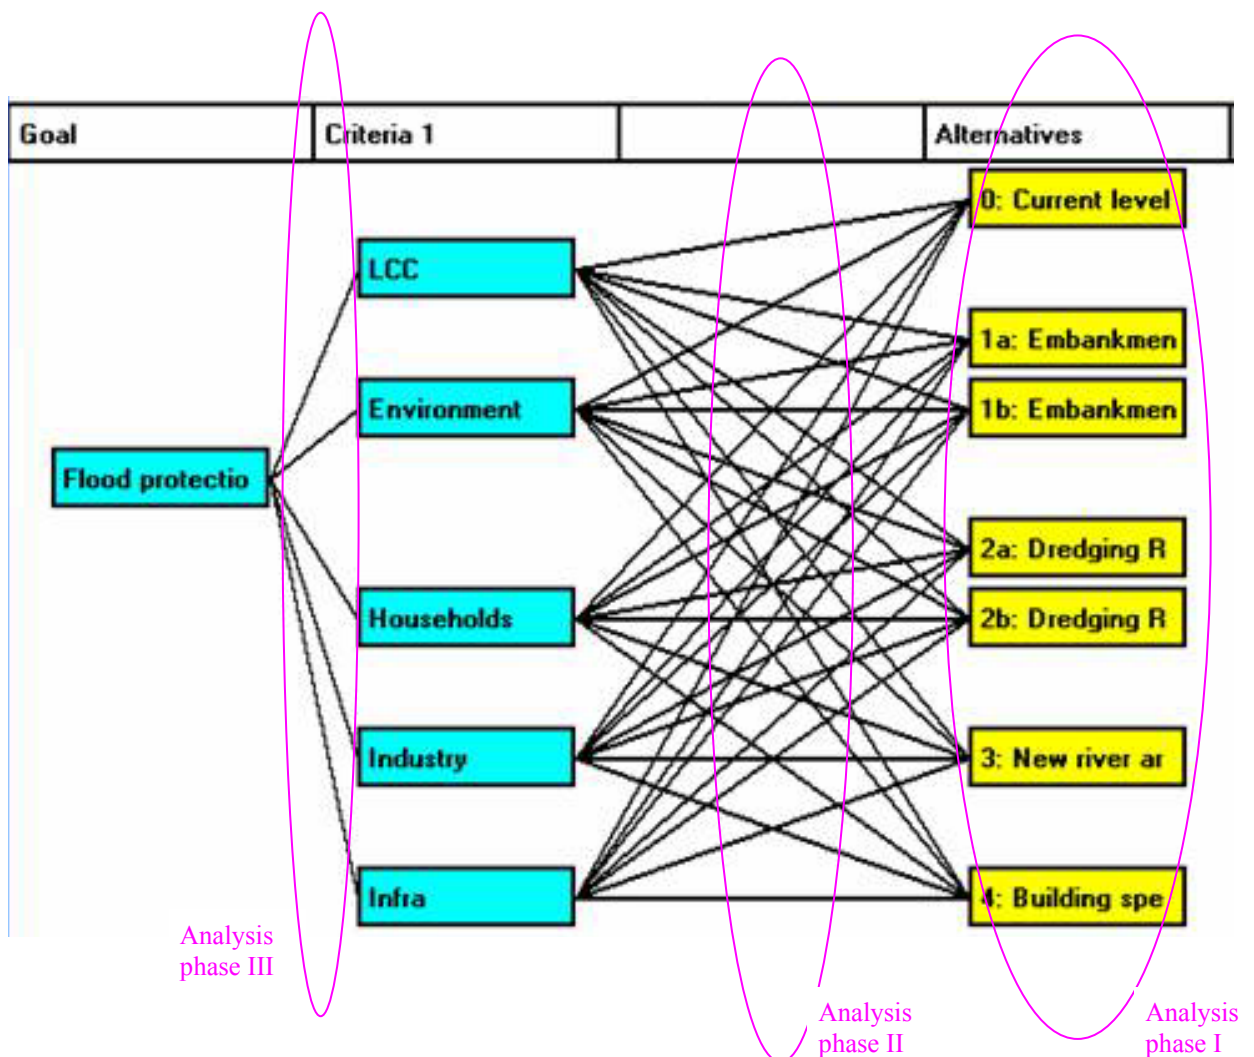 Goal
Criteria 1
Alternatives
0: Current level
LCC
1a: Embankmen
Environment
1b: Embankmen
Flood protectio
2a: Dredging R
Households
2b: Dredging R
Industry
3: New river ar
Infra
4: Building spe
Analysis
phase III
Analysis
phase II
Analysis
phase I